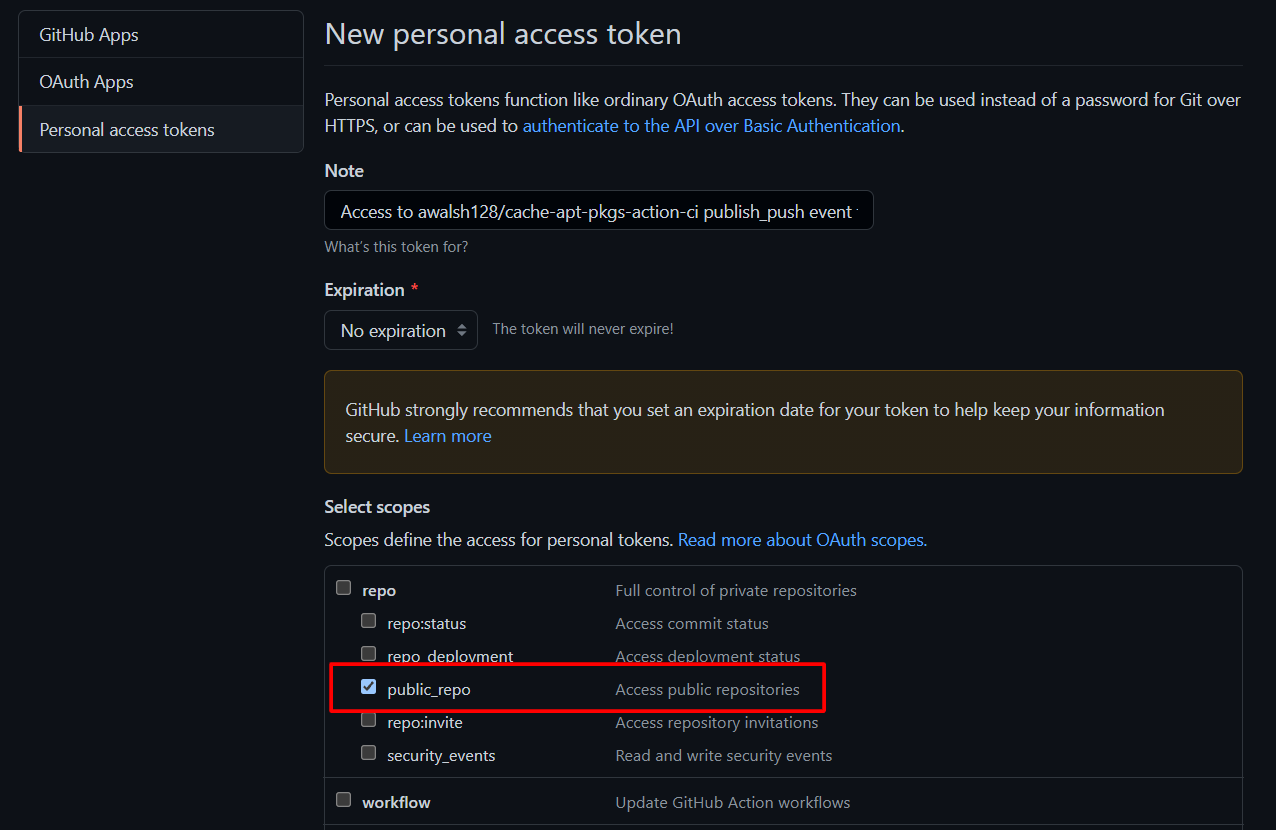 GitHub Apps
OAuth Apps
Personal access tokens
New personal access token
Personal access tokens function like ordinary OAuth access tokens. They can be used instead of a password for Git over
HTTPS, or can be used to authenticate to the API over Basic Authentication.
Note
Access to awalsh128/cache-apt-pkgs-action-ci publish_push event
What's this token for?
Expiration *
No expiration
The token will never expire!
GitHub strongly recommends that you set an expiration date for your token to help keep your information
secure. Learn more
Select scopes
Scopes define the access for personal tokens. Read more about OAuth scopes.
repo Full control of private repositories
repo:status Access commit status
repo_deployment Access deployment status
public_repo Access public repositories
repo:invite Access repository invitations
security_events Read and write security events
workflow Update GitHub Action workflows